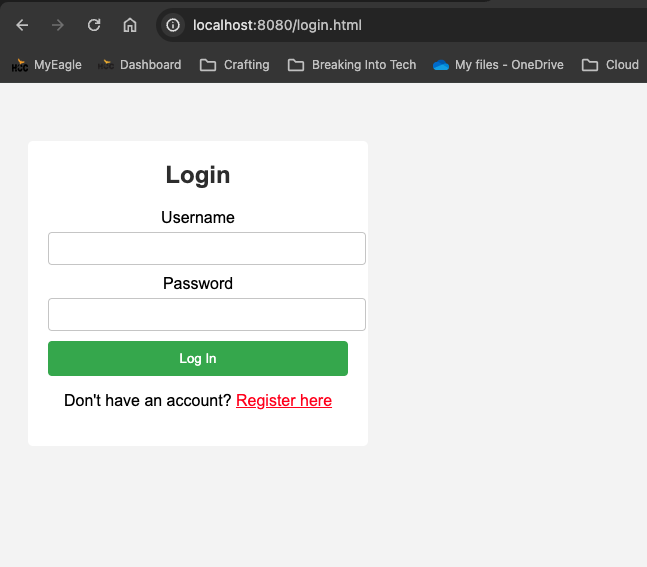 localhost:8080/login.html
MyEagle Dashboard Crafting Breaking Into Tech My files - OneDrive Cloud
Login
Username
Password
Log In
Don't have an account? Register here